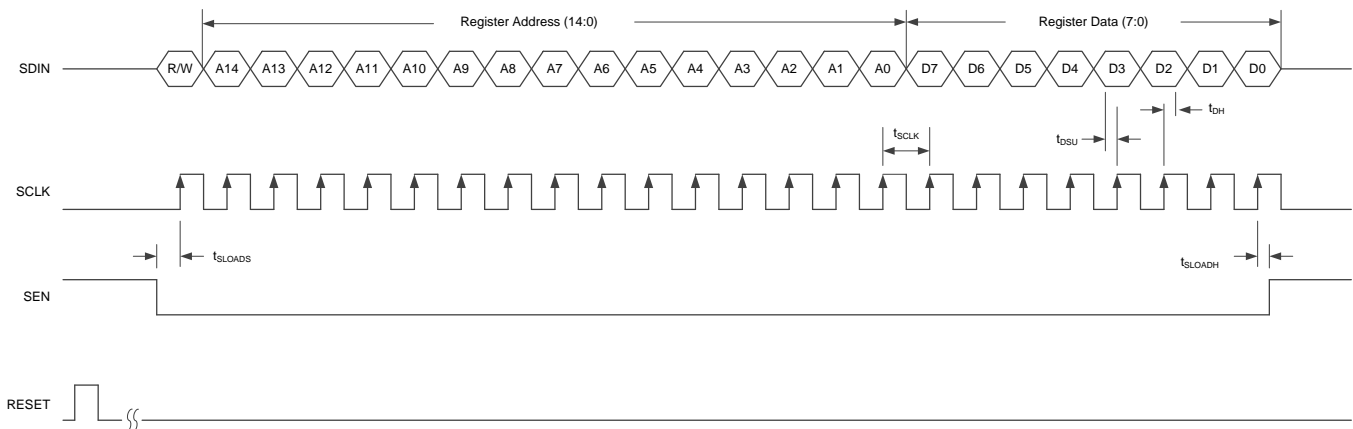 Register Address (14:0)
Register Data (7:0)
SDIN
R/W A14 A13 A12 A11 A10 A9 A8 A7 A6 A5 A4 A3 A2 A1 A0 D7 D6 D5 D4 D3 D2 D1 D0
tDH
tSCLK
tDSU
SCLK
tSLOADS
tSLOADH
SEN
RESET